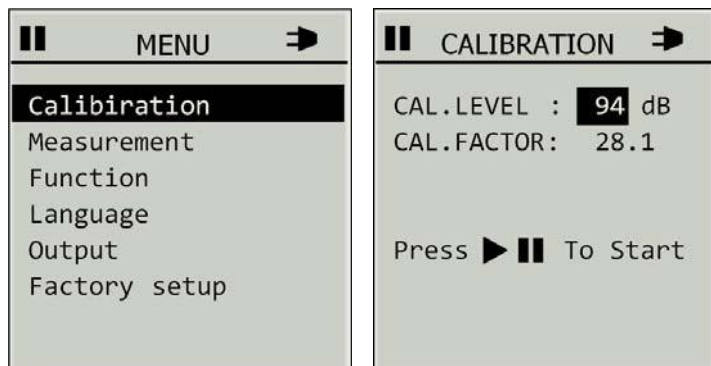 MENU
Calibiration
Measurement
Function
Language
Output
Factory setup
CALIBRATION
CAL.LEVEL : 94 dB
CAL.FACTOR: 28.1
Press To Start